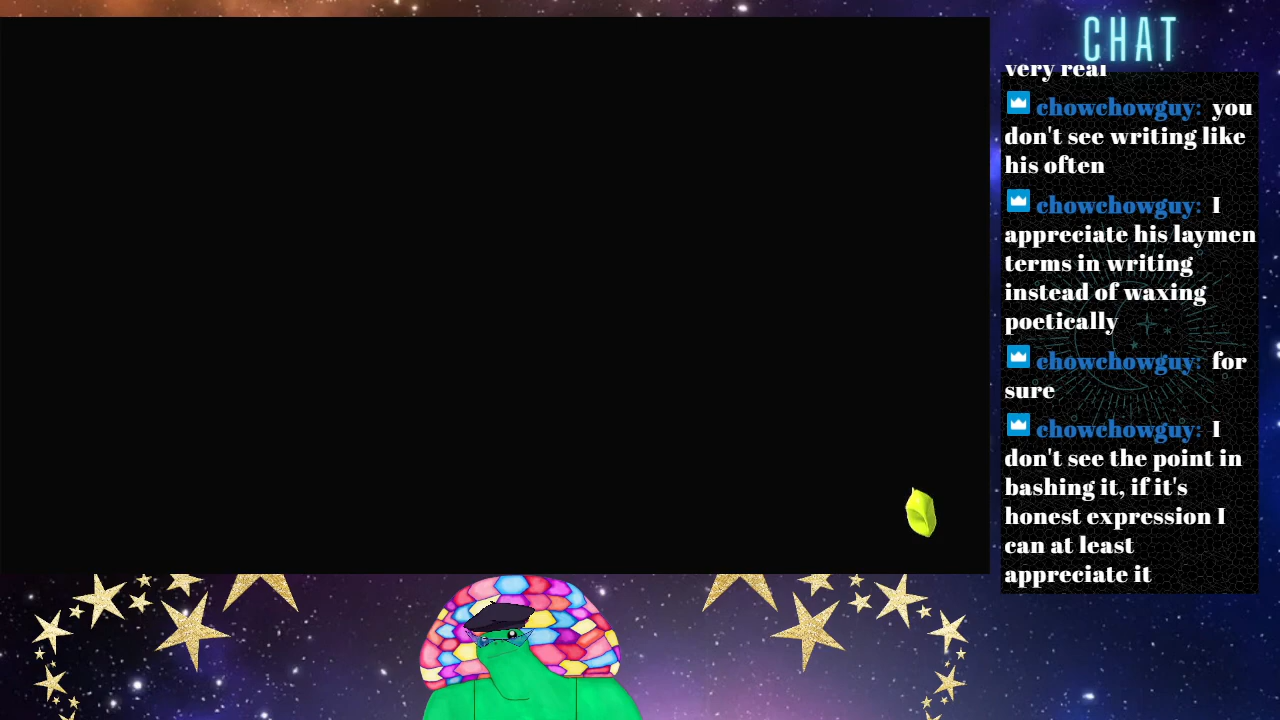 CHAT
very real
chowchowguy: you
don't see writing like
his often
chowchowguy: I
appreciate his laymen
terms in writing
instead of waxing
poetically
chowchowguy: for
sure
chowchowguy: I
don't see the point in
bashing it, if it's
honest expression I
can at least
appreciate it